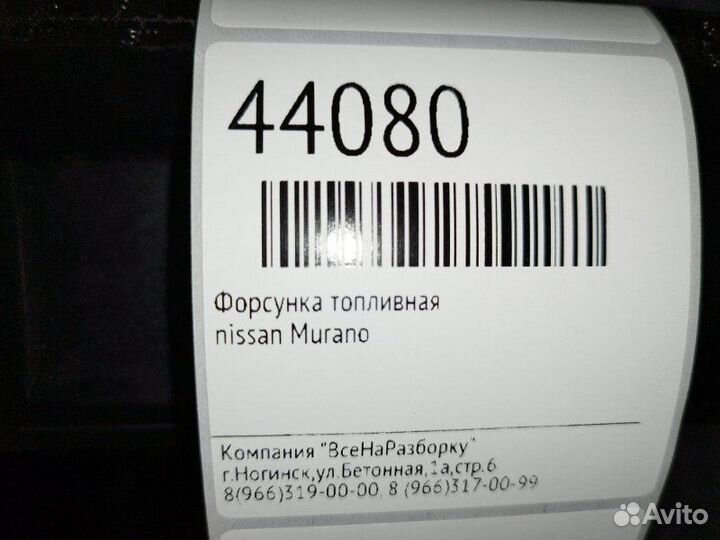 44080
Форсунка топливная
nissan Murano
Компания "ВсеНаРазборку"
г.Ногинск,ул.Бетонная,1а,стр.6
8(966)319-00-00, 8 (966)317-00-99
Avito